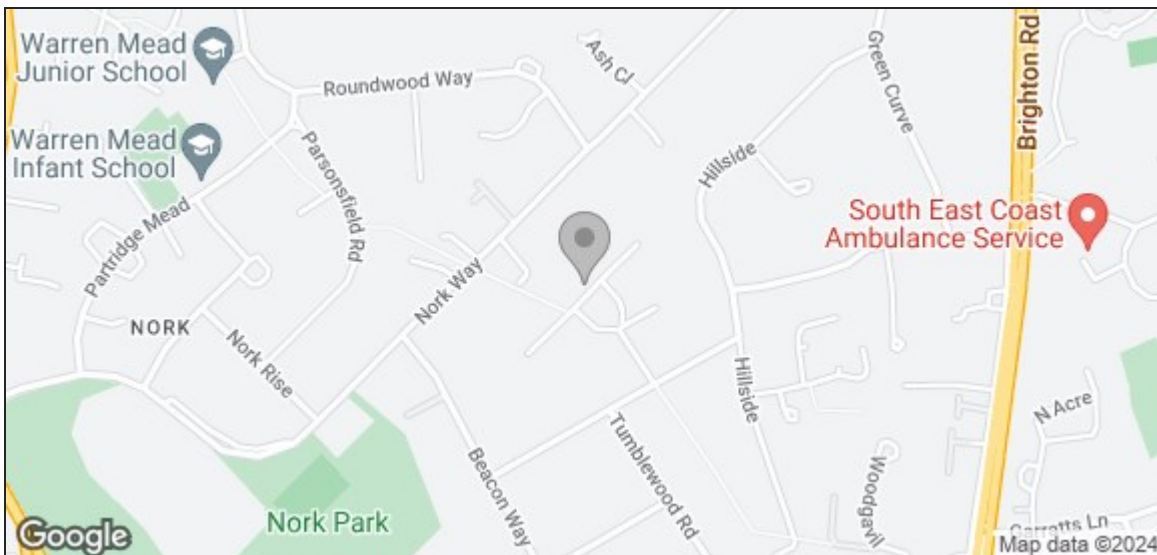 Warren Mead
Junior School
Ash Cl
Roundwood Way
Green Curve
Brighton Rd
Warren Mead
Infant School
Parsonsfield Rd
Hillside
South East Coast
Ambulance Service
Partridge Mead
Nork Way
NORK
Nork Rise
Hillside
N Acre
Beacon Way
Tumblewood Rd
Woodgavil
Nork Park
Garratts Ln
Google
Map data ©2024